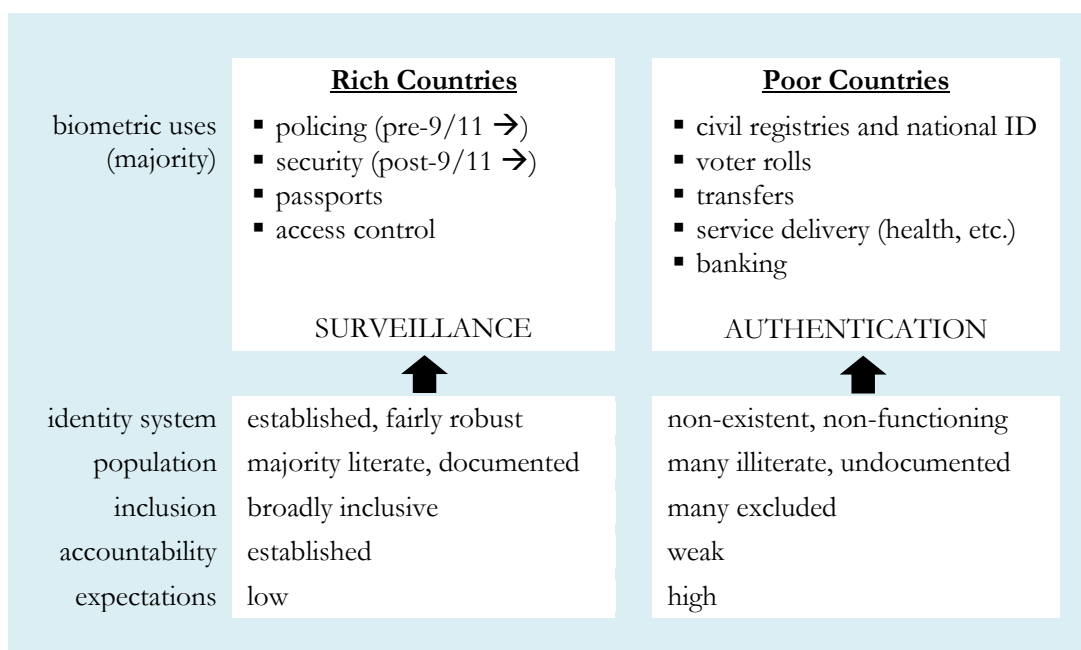 Rich Countries Poor Countries
biometric uses ▪ policing (pre-9/11 →) ▪ civil registries and national ID
(majority) ▪ security (post-9/11 →) ▪ voter rolls
▪ passports ▪ transfers
▪ access control ▪ service delivery (health, etc.)
▪ banking
SURVEILLANCE AUTHENTICATION
identity system established, fairly robust non-existent, non-functioning
population majority literate, documented many illiterate, undocumented
inclusion broadly inclusive many excluded
accountability established weak
expectations low high